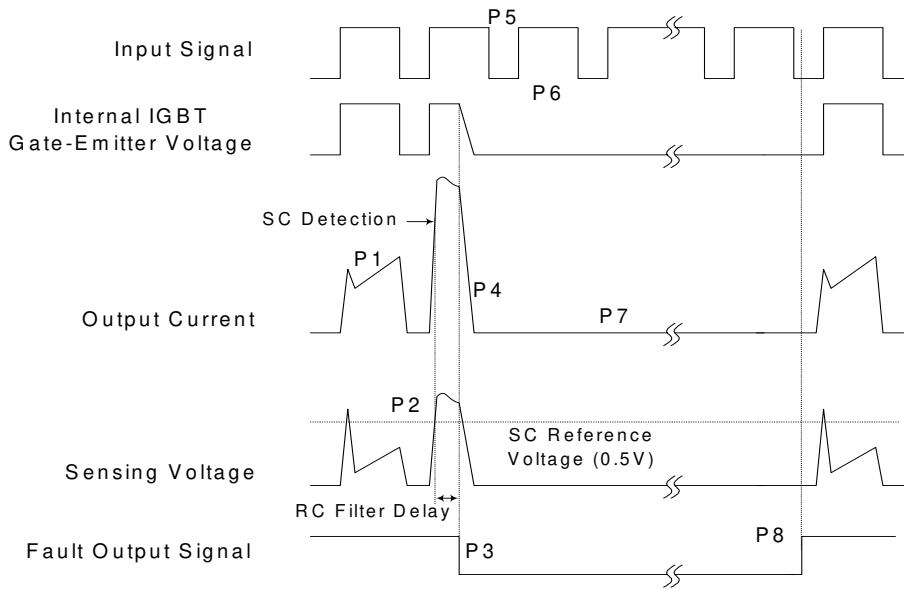 P5
Input Signal
P6
Internal IGBT
Gate-Emitter Voltage
SC Detection
P1
P4
Output Current
P7
P2
SC Reference
Voltage (0.5V)
Sensing Voltage
RC Filter Delay
Fault Output Signal
P3
P8